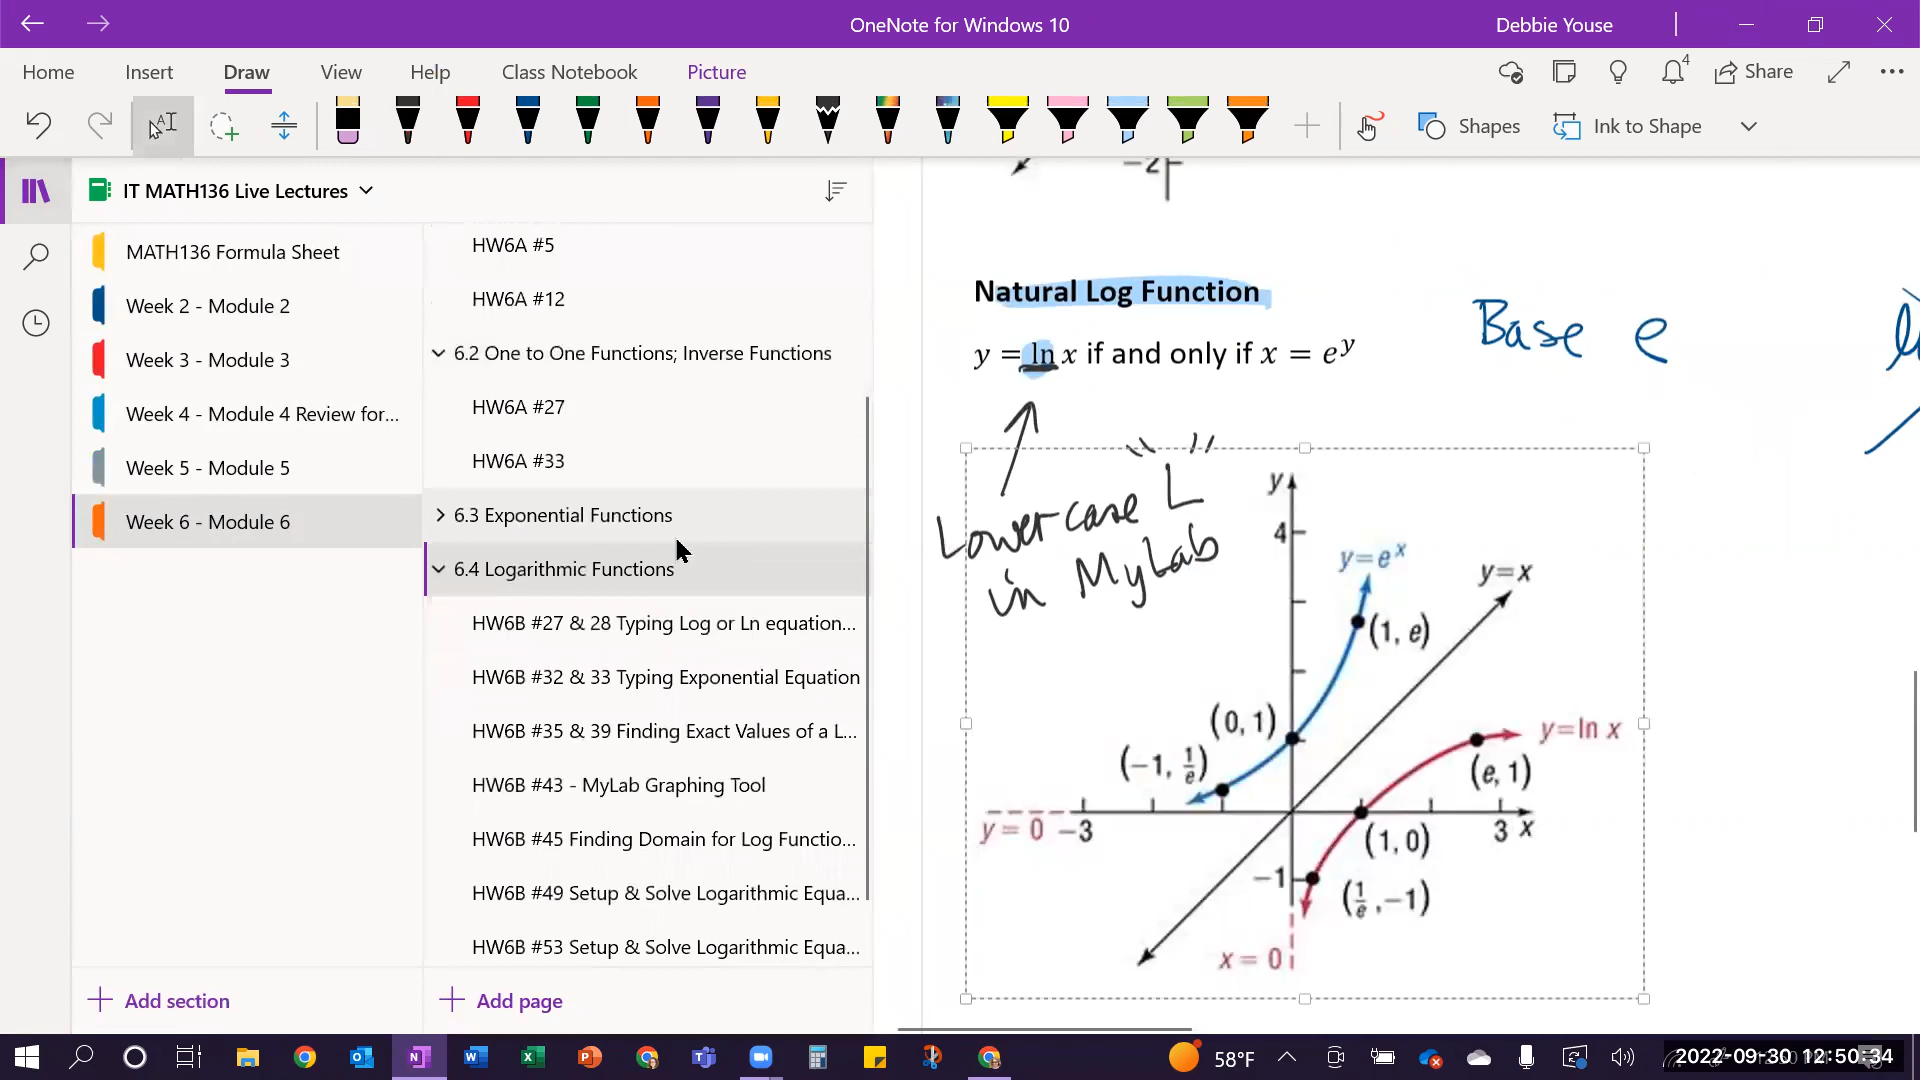 OneNote for Windows 10
Debbie Youse
Home Insert Draw View Help Class Notebook Picture
4
Share
Shapes
Ink to Shape
IT MATH136 Live Lectures
MATH136 Formula Sheet
Week 2 - Module 2
Week 3 - Module 3
Week 4 - Module 4 Review for...
Week 5 - Module 5
Week 6 - Module 6
Add section
HW6A #5
HW6A #12
6.2 One to One Functions; Inverse Functions
HW6A #27
HW6A #33
6.3 Exponential Functions
6.4 Logarithmic Functions
HW6B #27 & 28 Typing Log or Ln equation...
HW6B #32 & 33 Typing Exponential Equation
HW6B #35 & 39 Finding Exact Values of a L...
HW6B #43 - MyLab Graphing Tool
HW6B #45 Finding Domain for Log Functio...
HW6B #49 Setup & Solve Logarithmic Equa...
HW6B #53 Setup & Solve Logarithmic Equa...
Add page
-2
Natural Log Function
y = ln x if and only if x = e^y
Base e
Lowercase "L"
in MyLab
y
4
y=e^x
y=x
(1, e)
(0, 1)
(-1, 1/e)
y=ln x
(e, 1)
y = 0 -3
3 x
(1, 0)
-1
(1/e, -1)
x = 0
58°F
2022-09-30 12:50:34